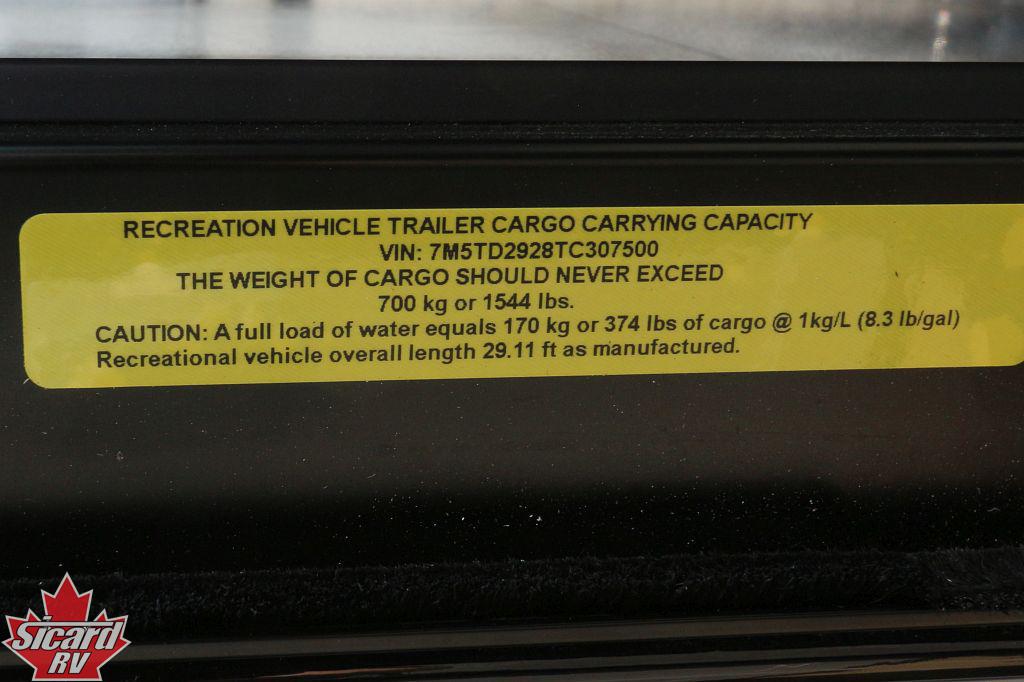 RECREATION VEHICLE TRAILER CARGO CARRYING CAPACITY
VIN: 7M5TD2928TC307500
THE WEIGHT OF CARGO SHOULD NEVER EXCEED
700 kg or 1544 lbs.
CAUTION: A full load of water equals 170 kg or 374 lbs of cargo @ 1kg/L (8.3 lb/gal)
Recreational vehicle overall length 29.11 ft as manufactured.
Sicard
RV